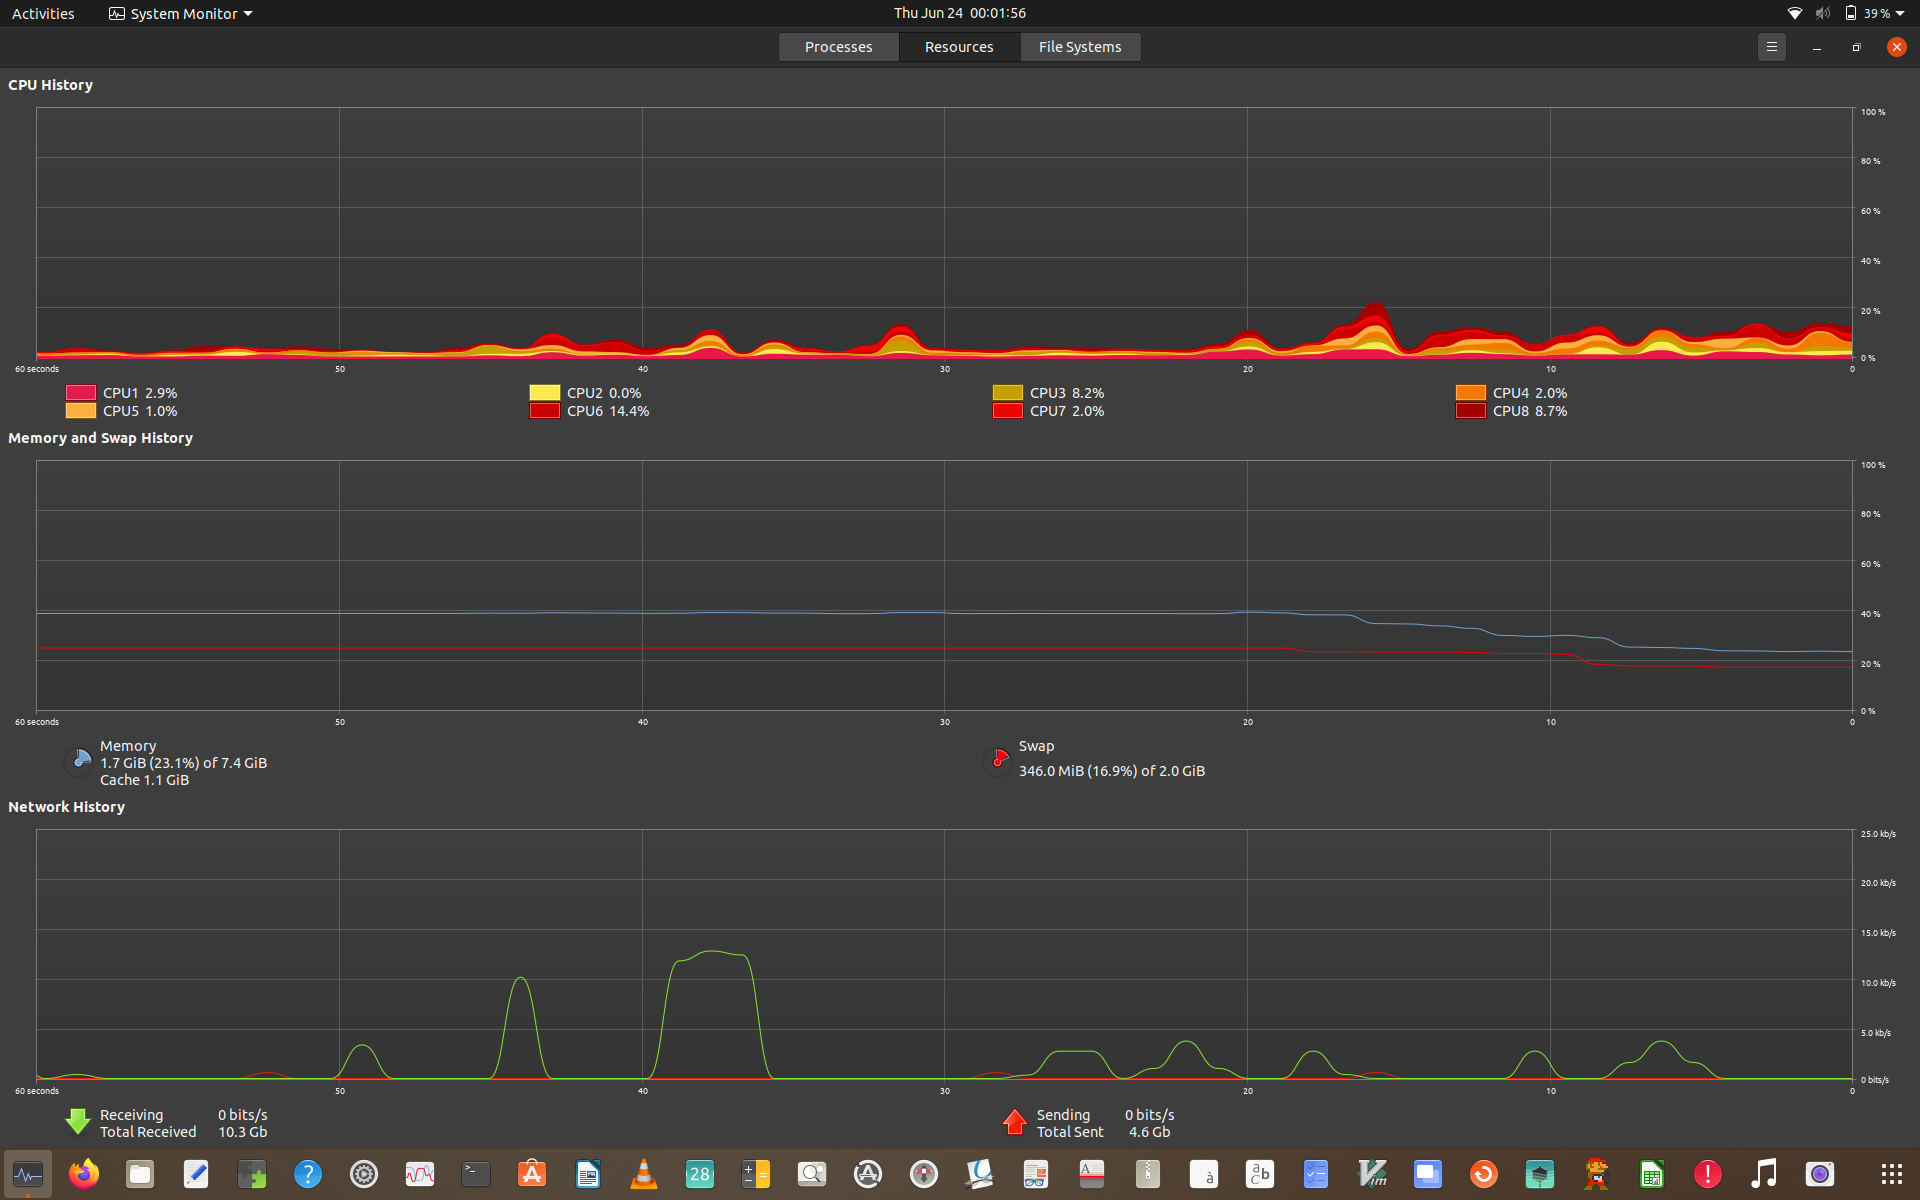 Activities System Monitor Thu Jun 24 00:01:56 39 %
Processes Resources File Systems
CPU History
100 %
80 %
60 %
40 %
20 %
0 %
60 seconds 50 40 30 20 10 0
CPU1 2.9% CPU2 0.0% CPU3 8.2% CPU4 2.0%
CPU5 1.0% CPU6 14.4% CPU7 2.0% CPU8 8.7%
Memory and Swap History
100 %
80 %
60 %
40 %
20 %
0 %
60 seconds 50 40 30 20 10 0
Memory
1.7 GiB (23.1%) of 7.4 GiB
Cache 1.1 GiB
Swap
346.0 MiB (16.9%) of 2.0 GiB
Network History
25.0 kb/s
20.0 kb/s
15.0 kb/s
10.0 kb/s
5.0 kb/s
0 bits/s
60 seconds 50 40 30 20 10 0
Receiving 0 bits/s
Total Received 10.3 Gb
Sending 0 bits/s
Total Sent 4.6 Gb
28